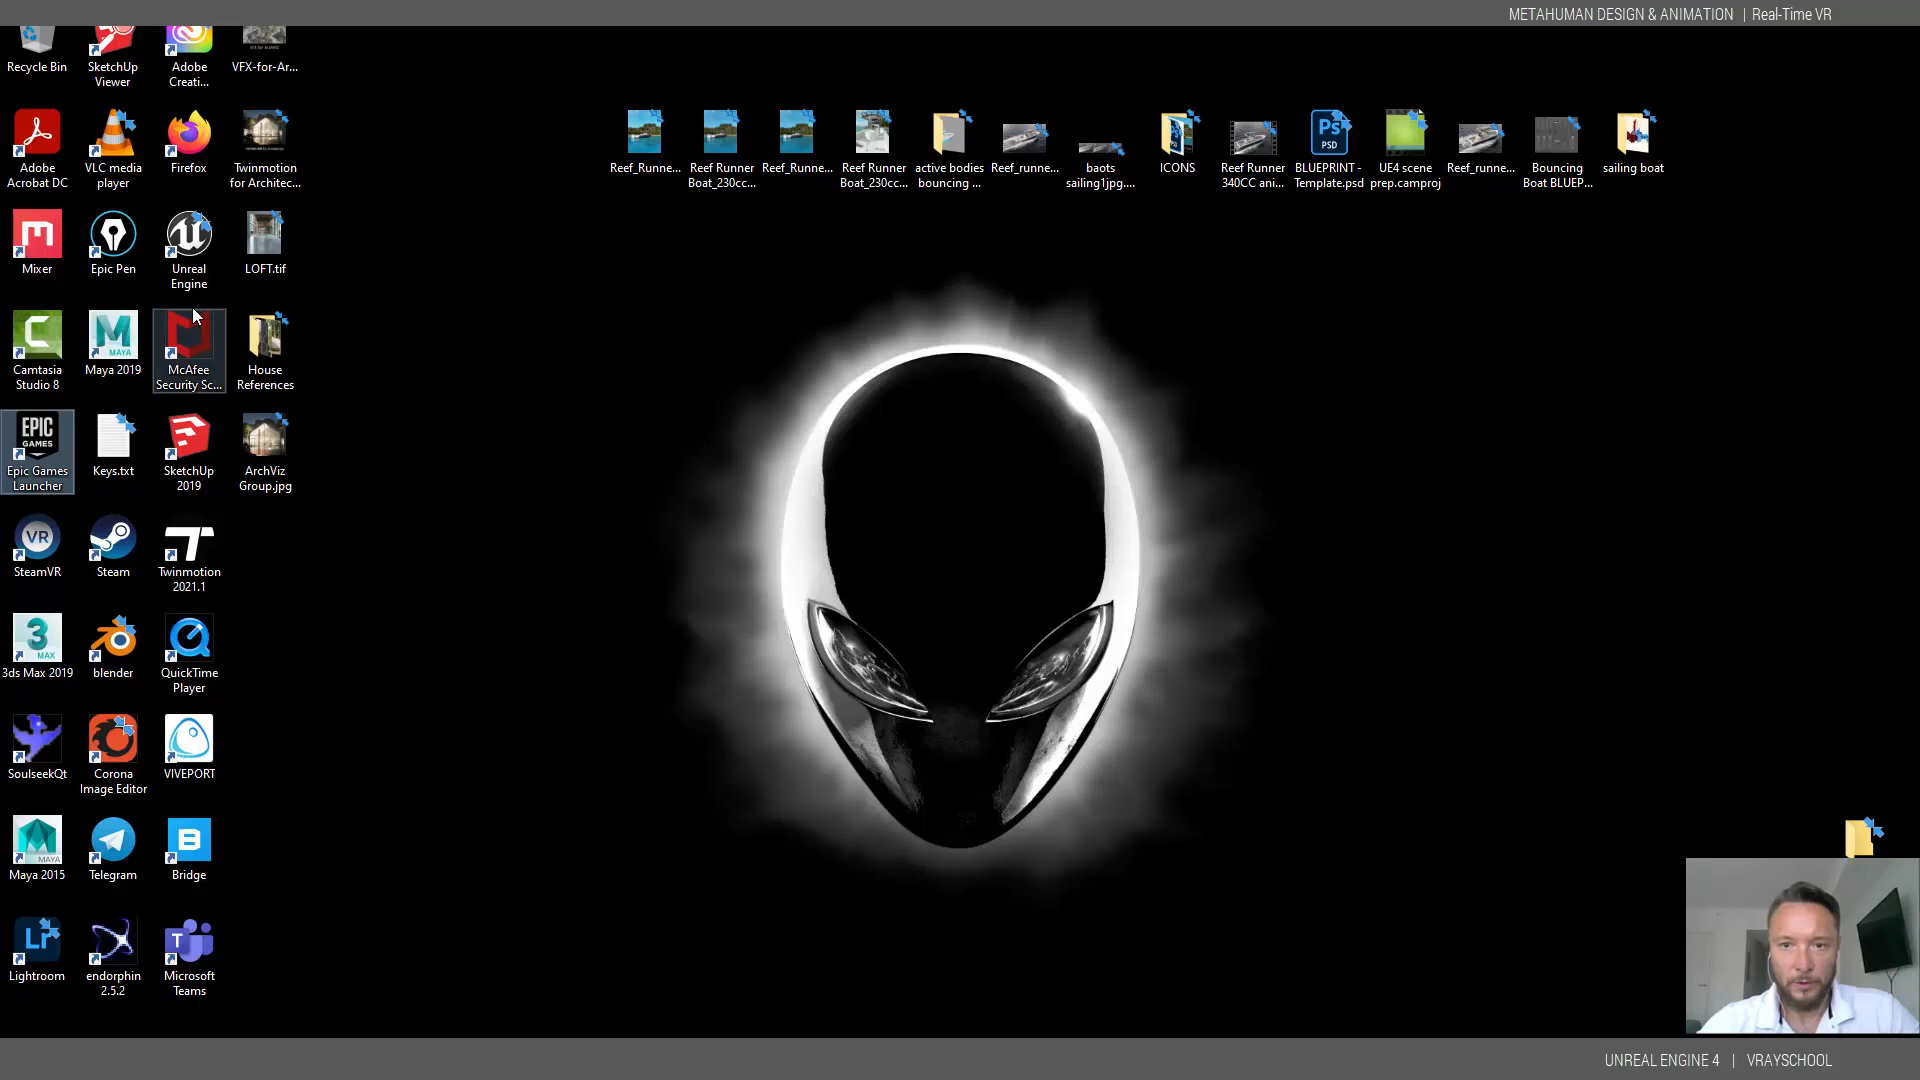 METAHUMAN DESIGN & ANIMATION | Real-Time VR
Recycle Bin
SketchUp
Viewer
Adobe
Creati...
VFX-for-Ar...
Adobe
Acrobat DC
VLC media
player
Firefox
Twinmotion
for Architec...
Reef_Runne...
Reef Runner
Boat_230cc...
Reef_Runne...
Reef Runner
Boat_230cc...
active bodies
bouncing ...
Reef_runne...
baots
sailing1jpg....
ICONS
Reef Runner
340CC ani...
Ps
PSD
BLUEPRINT -
Template.psd
UE4 scene
prep.camproj
Reef_runne...
Bouncing
Boat BLUEP...
sailing boat
Mixer
Epic Pen
Unreal
Engine
LOFT.tif
Camtasia
Studio 8
MAYA
Maya 2019
McAfee
Security Sc...
House
References
EPIC
GAMES
Epic Games
Launcher
Keys.txt
SketchUp
2019
ArchViz
Group.jpg
VR
SteamVR
Steam
Twinmotion
2021.1
3
MAX
3ds Max 2019
blender
QuickTime
Player
SoulseekQt
Corona
Image Editor
VIVEPORT
MAYA
Maya 2015
Telegram
B
Bridge
Lr
Lightroom
endorphin
2.5.2
T
Microsoft
Teams
UNREAL ENGINE 4 | VRAYSCHOOL